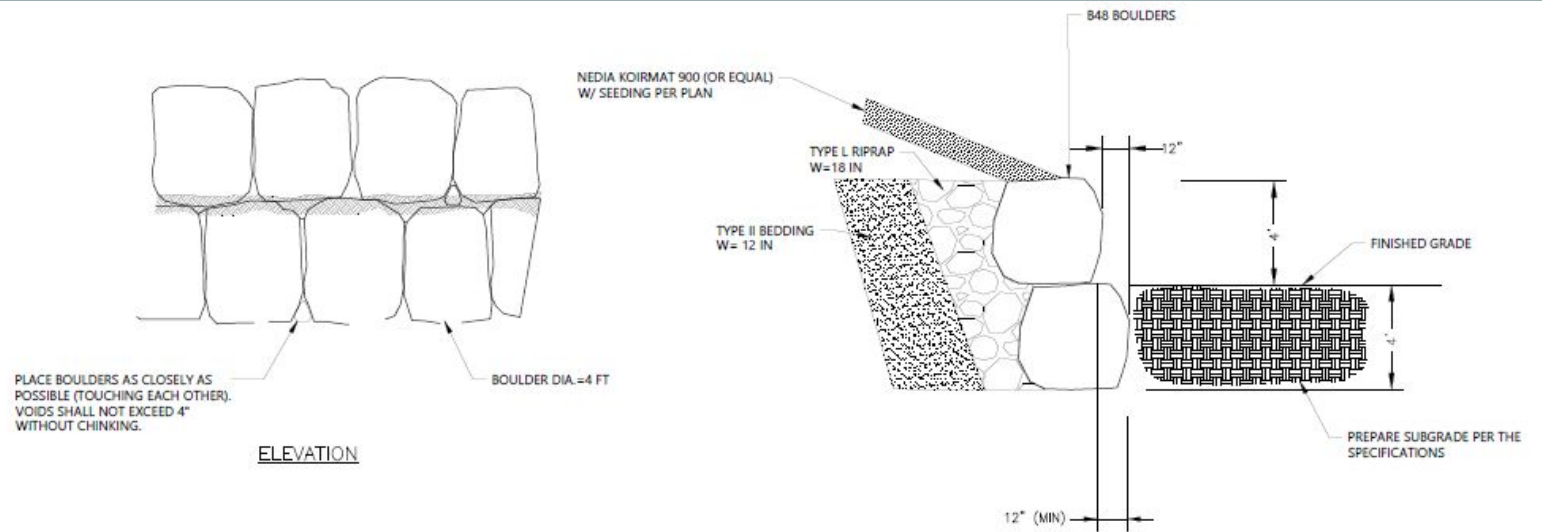 B48 BOULDERS
NEDIA KOIRMAT 900 (OR EQUAL)
W/ SEEDING PER PLAN
12"
TYPE L RIPRAP
W=18 IN
TYPE II BEDDING
W= 12 IN
4'
FINISHED GRADE
4'
PLACE BOULDERS AS CLOSELY AS
POSSIBLE (TOUCHING EACH OTHER).
VOIDS SHALL NOT EXCEED 4"
WITHOUT CHINKING.
BOULDER DIA.=4 FT
ELEVATION
PREPARE SUBGRADE PER THE
SPECIFICATIONS
12" (MIN)